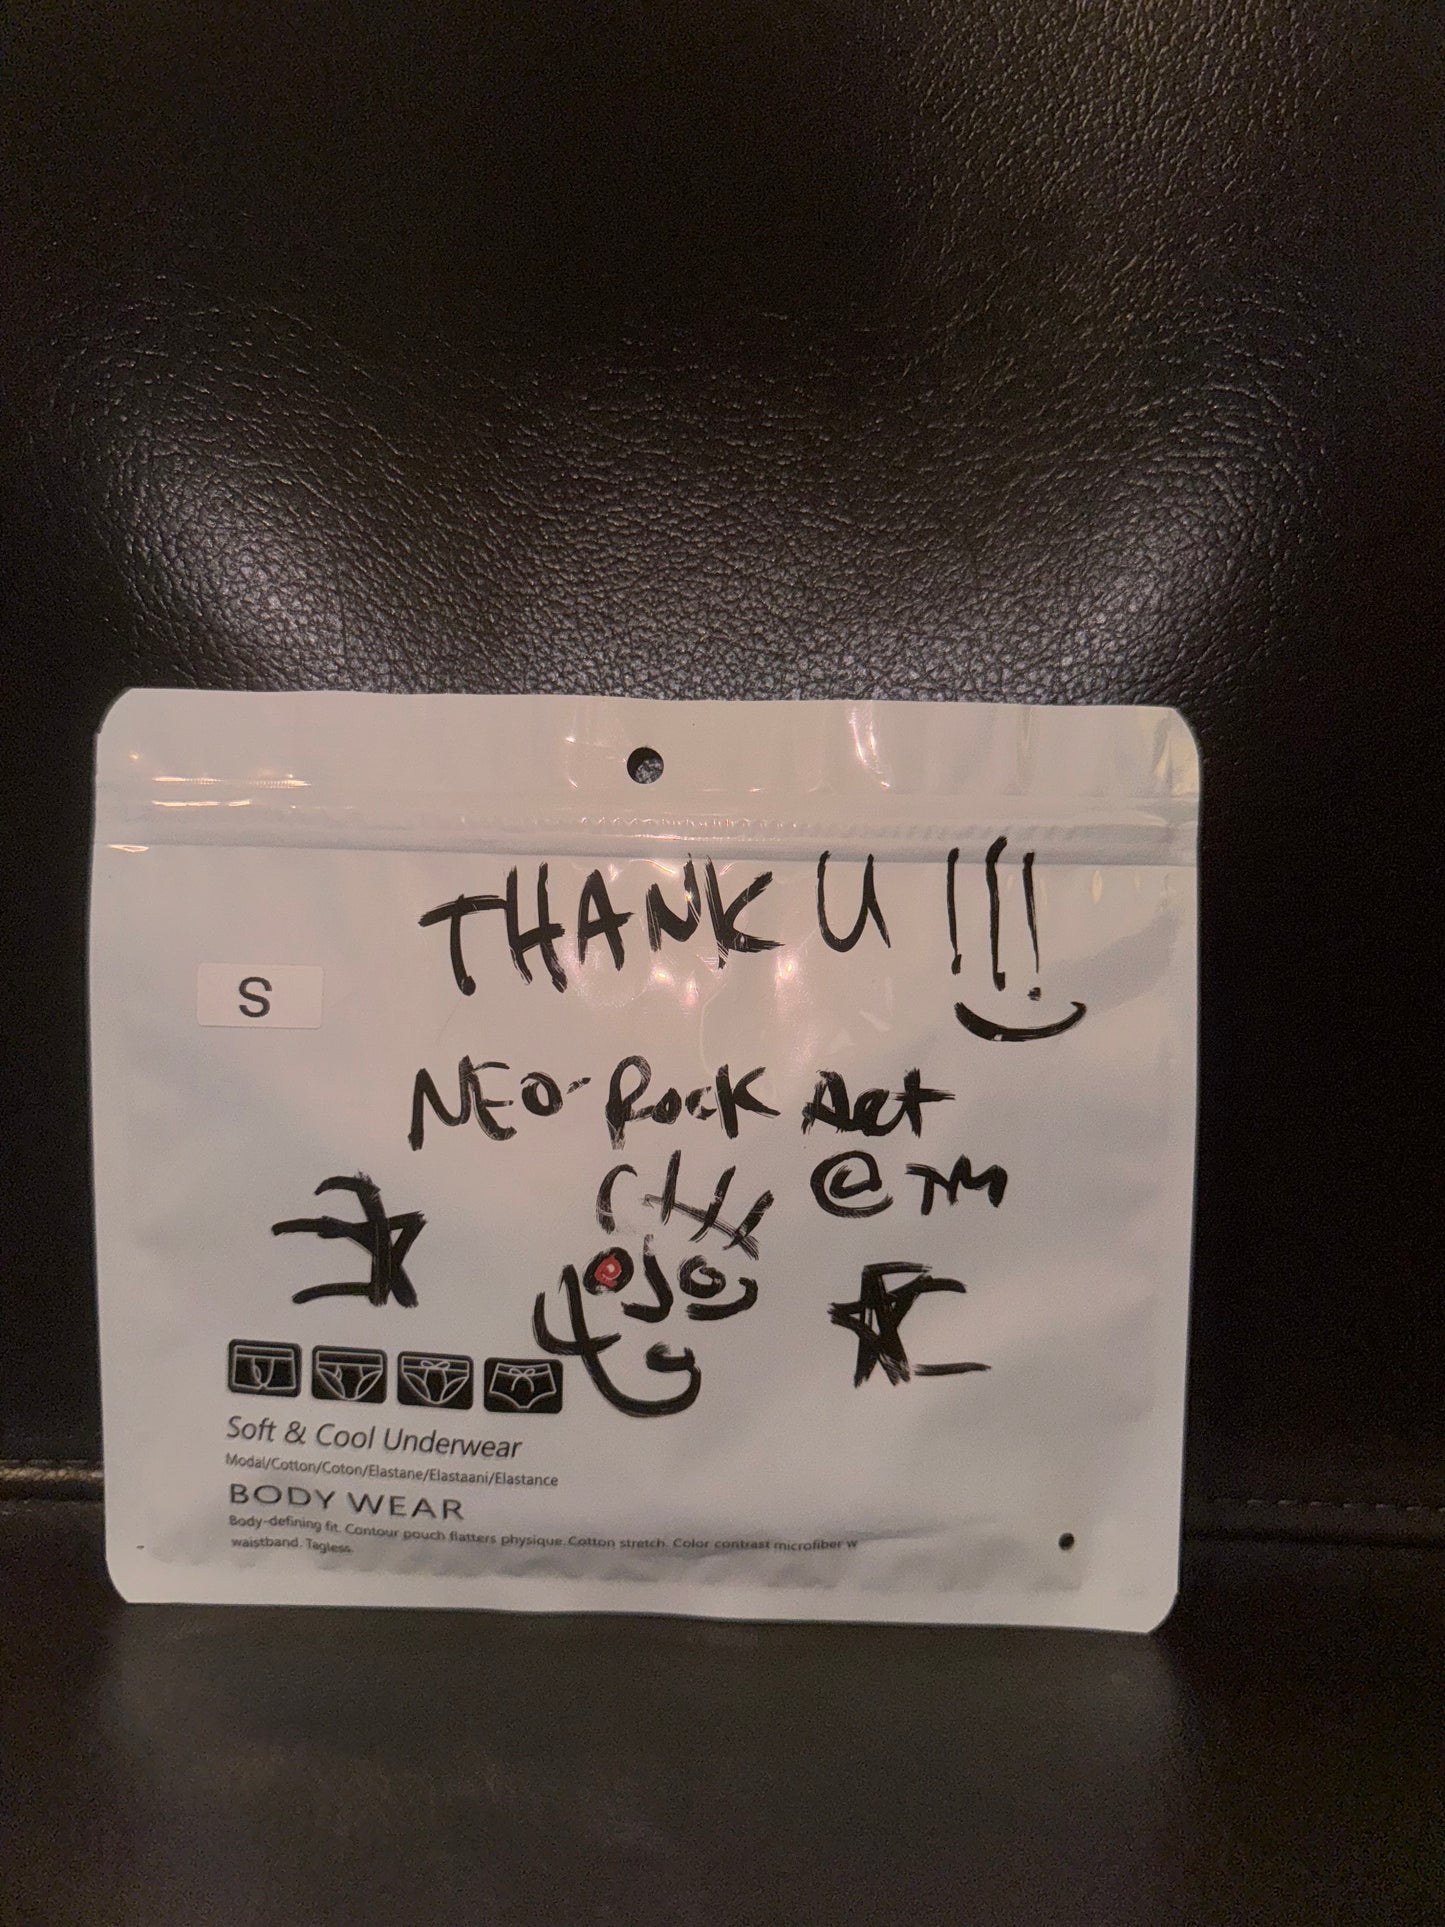 THANK U !!!
S
NEO-Rock Art
@ TM
Soft & Cool Underwear
Modal/Cotton/Coton/Elastane/Elastaani/Elastance
BODY WEAR
Body-defining fit. Contour pouch flatters physique. Cotton stretch. Color contrast microfiber w
waistband. Tagless.